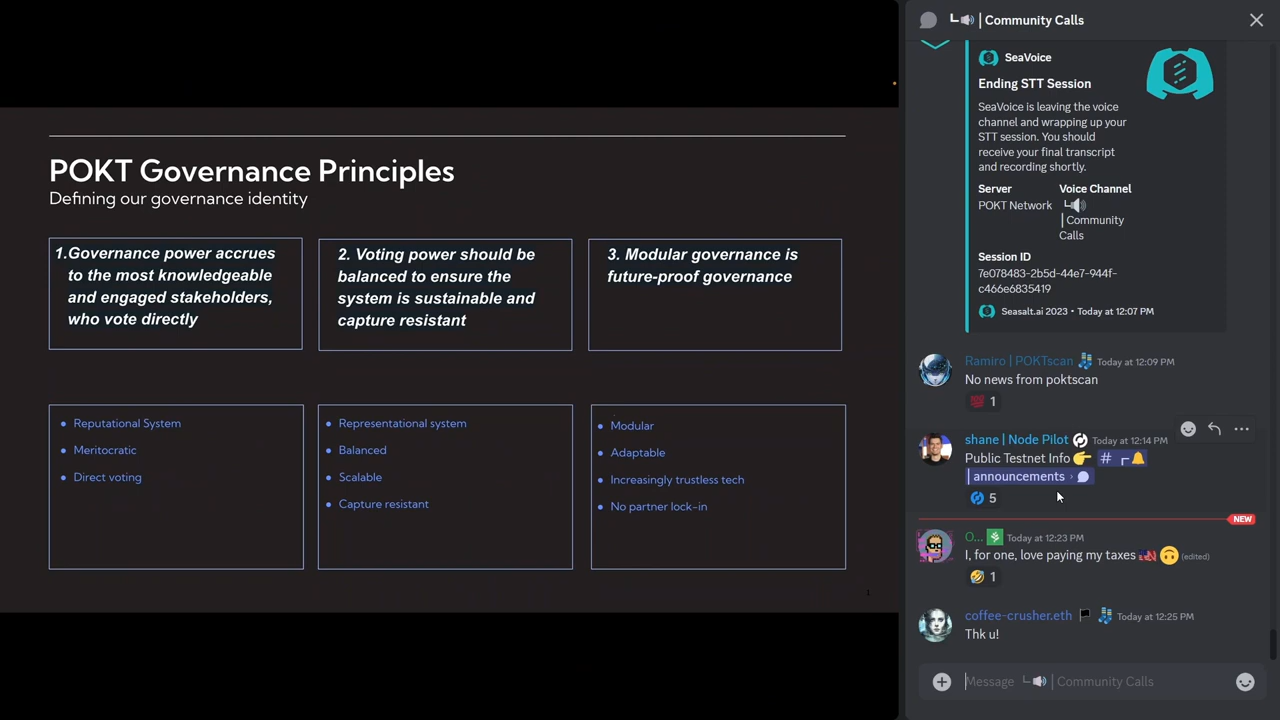 POKT Governance Principles
Defining our governance identity
1.Governance power accrues
to the most knowledgeable
and engaged stakeholders,
who vote directly
2. Voting power should be
balanced to ensure the
system is sustainable and
capture resistant
3. Modular governance is
future-proof governance
Reputational System
Meritocratic
Direct voting
Representational system
Balanced
Scalable
Capture resistant
Modular
Adaptable
Increasingly trustless tech
No partner lock-in
| Community Calls
SeaVoice
Ending STT Session
SeaVoice is leaving the voice
channel and wrapping up your
STT session. You should
receive your final transcript
and recording shortly.
Server
POKT Network
Voice Channel
| Community
Calls
Session ID
7e078483-2b5d-44e7-944f-
c466e6835419
Seasalt.ai 2023 • Today at 12:07 PM
Ramiro | POKTscan Today at 12:09 PM
No news from poktscan
💯 1
shane | Node Pilot Today at 12:14 PM
Public Testnet Info 👉 # ┌🔔
| announcements ›
5
NEW
O... Today at 12:23 PM
I, for one, love paying my taxes 🇺🇸 🙃 (edited)
🤣 1
coffee-crusher.eth Today at 12:25 PM
Thk u!
Message ┗🔊 | Community Calls